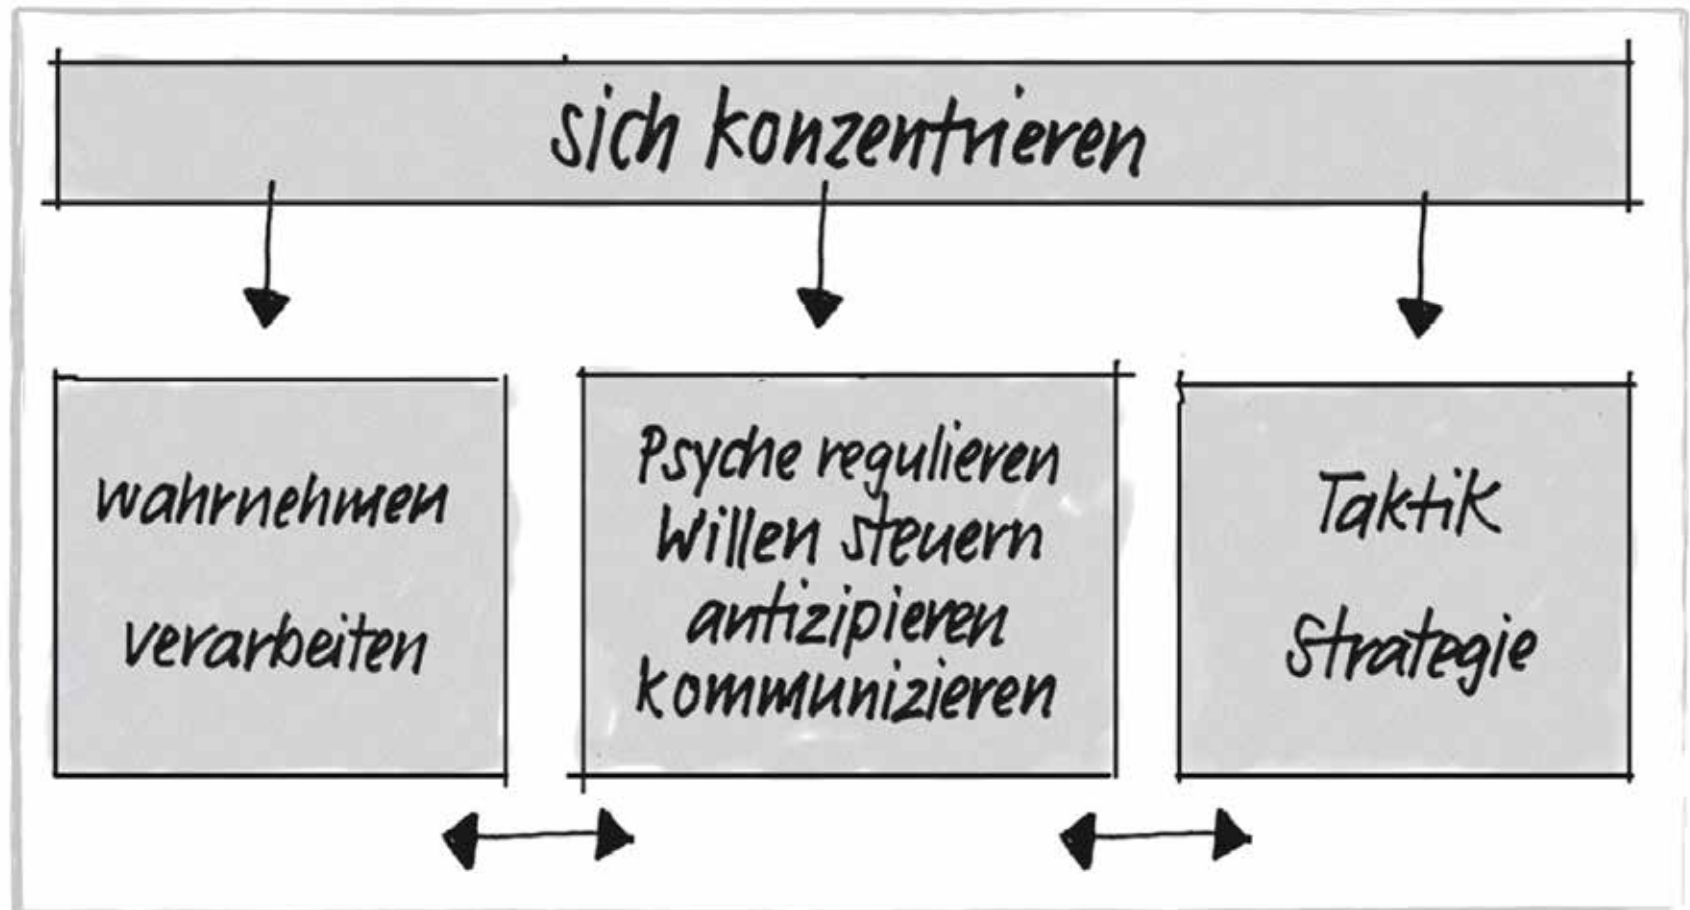 sich konzentrieren
wahrnehmen
verarbeiten
Psyche regulieren
Willen steuern
antizipieren
kommunizieren
Taktik
Strategie